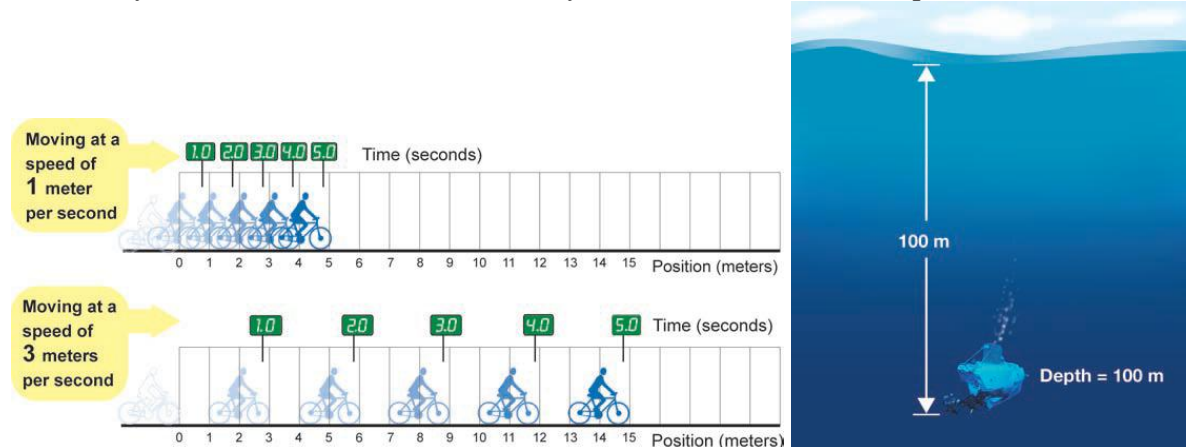 Moving at a
speed of
1 meter
per second
1.0 2.0 3.0 4.0 5.0 Time (seconds)
0 1 2 3 4 5 6 7 8 9 10 11 12 13 14 15 Position (meters)
Moving at a
speed of
3 meters
per second
1.0 2.0 3.0 4.0 5.0 Time (seconds)
0 1 2 3 4 5 6 7 8 9 10 11 12 13 14 15 Position (meters)
100 m
Depth = 100 m